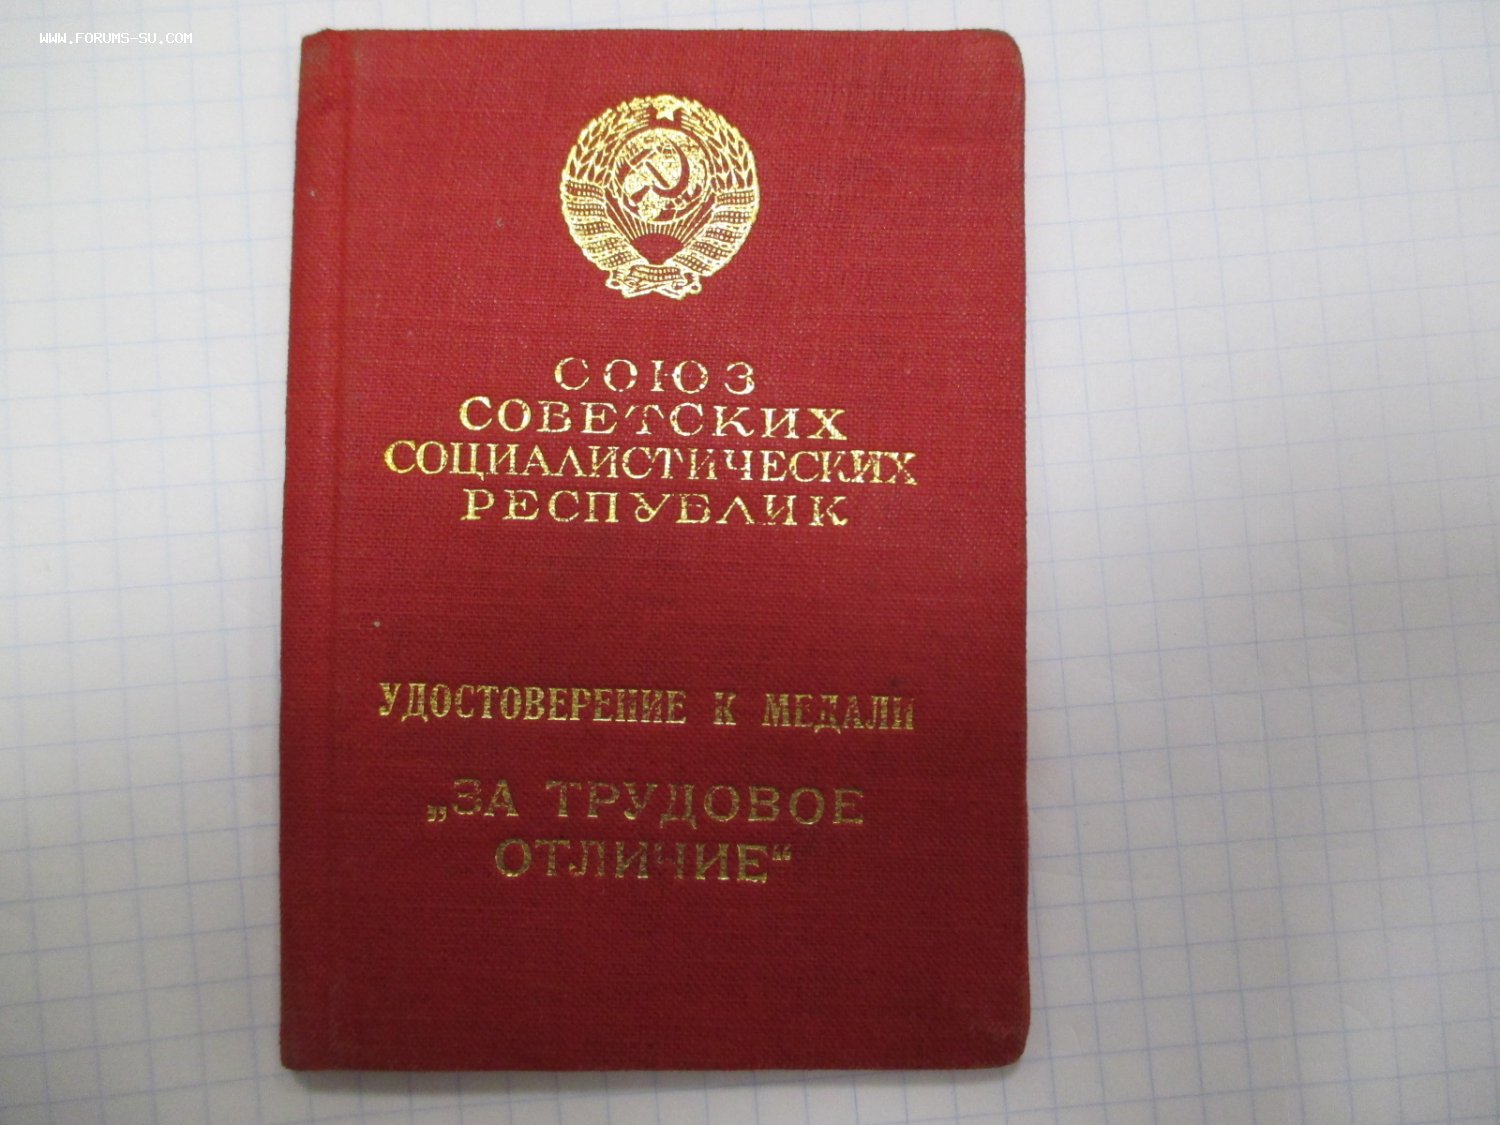 WWW.FORUMS-SU.COM
СОЮЗ
СОВЕТСКИХ
СОЦИАЛИСТИЧЕСКИХ
РЕСПУБЛИК
УДОСТОВЕРЕНИЕ К МЕДАЛИ
„ЗА ТРУДОВОЕ
ОТЛИЧИЕ“